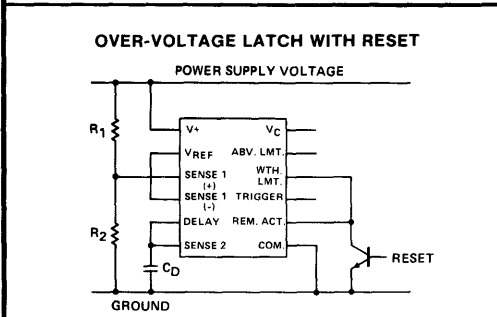 OVER-VOLTAGE LATCH WITH RESET
POWER SUPPLY VOLTAGE
R1
R2
V+
VREF
SENSE 1
(+)
SENSE 1
(-)
DELAY
SENSE 2
VC
ABV. LMT.
WTH.
LMT.
TRIGGER
REM. ACT.
COM.
CD
RESET
GROUND